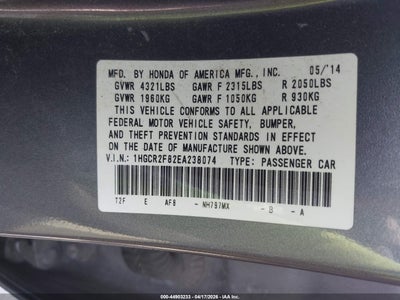 MFD. BY HONDA OF AMERICA MFG., INC. 05/'14
GVWR 4321LBS GAWR F 2315LBS R 2050LBS
GVWR 1960KG GAWR F 1050KG R 930KG
THIS VEHICLE CONFORMS TO ALL APPLICABLE
FEDERAL MOTOR VEHICLE SAFETY, BUMPER,
AND THEFT PREVENTION STANDARDS IN EFFECT
ON THE DATE OF MANUFACTURE SHOWN ABOVE.
V.I.N.: 1HGCR2F82EA238074 TYPE: PASSENGER CAR
T2F E AF8 - NH797MX - B - A
© 44903233 - 04/17/2026 - IAA, Inc.